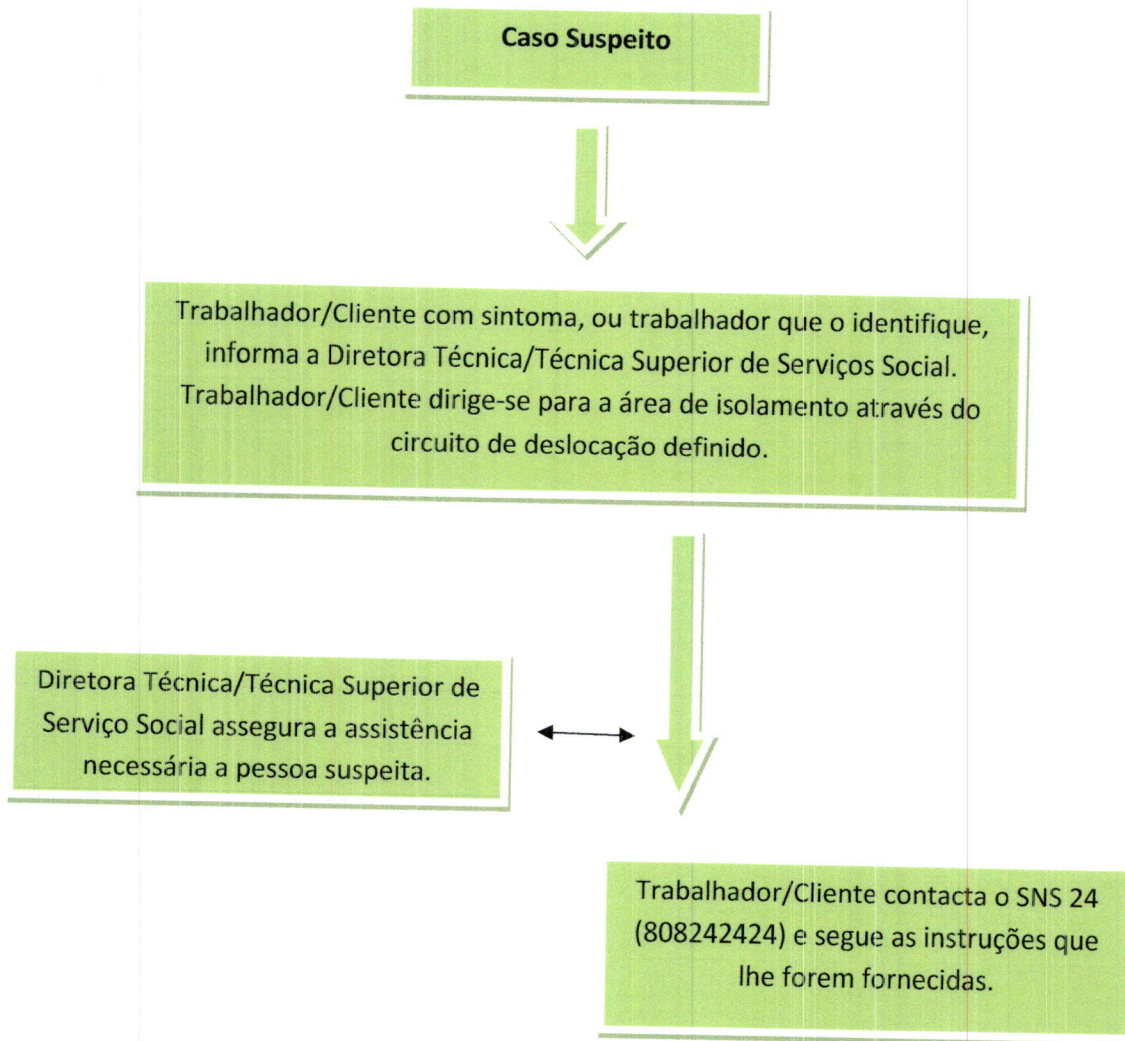 Caso Suspeito
Trabalhador/Cliente com sintoma, ou trabalhador que o identifique,
informa a Diretora Técnica/Técnica Superior de Serviços Social.
Trabalhador/Cliente dirige-se para a área de isolamento através do
circuito de deslocação definido.
Diretora Técnica/Técnica Superior de
Serviço Social assegura a assistência
necessária a pessoa suspeita.
Trabalhador/Cliente contacta o SNS 24
(808242424) e segue as instruções que
lhe forem fornecidas.